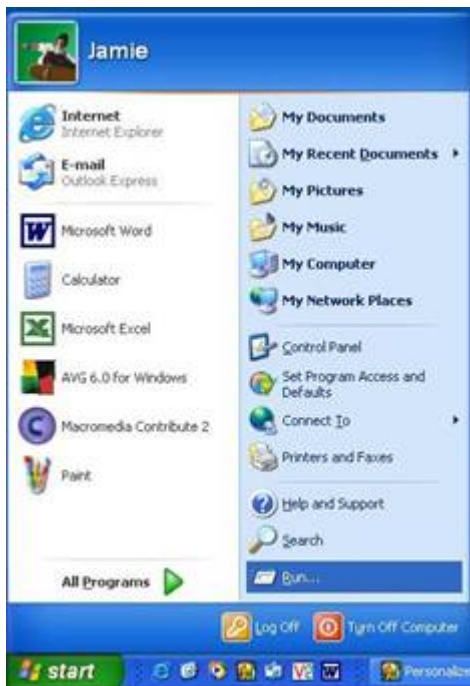 Jamie
Internet
Internet Explorer
E-mail
Outlook Express
Microsoft Word
Calculator
Microsoft Excel
AVG 6.0 for Windows
Macromedia Contribute 2
Paint
All Programs
My Documents
My Recent Documents
My Pictures
My Music
My Computer
My Network Places
Control Panel
Set Program Access and
Defaults
Connect To
Printers and Faxes
Help and Support
Search
Run...
Log Off
Turn Off Computer
start